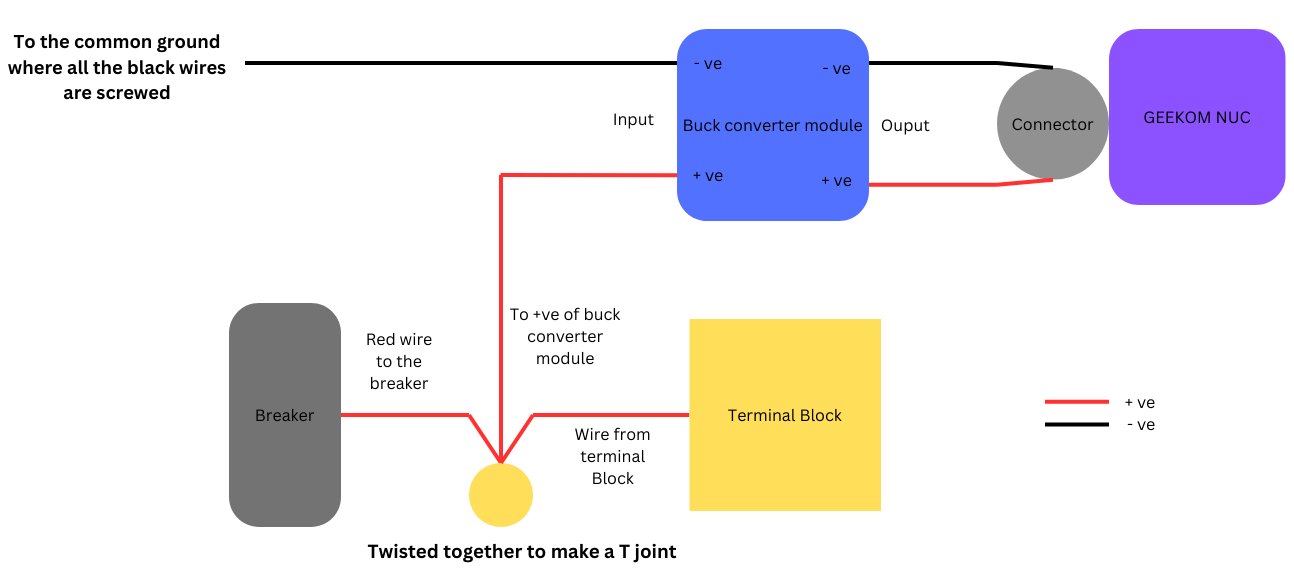 To the common ground
where all the black wires
are screwed
- ve
- ve
Input
Buck converter module
Ouput
Connector
GEEKOM NUC
+ ve
+ ve
To +ve of buck
converter
module
Red wire
to the
breaker
Breaker
Terminal Block
Wire from
terminal
Block
+ ve
- ve
Twisted together to make a T joint